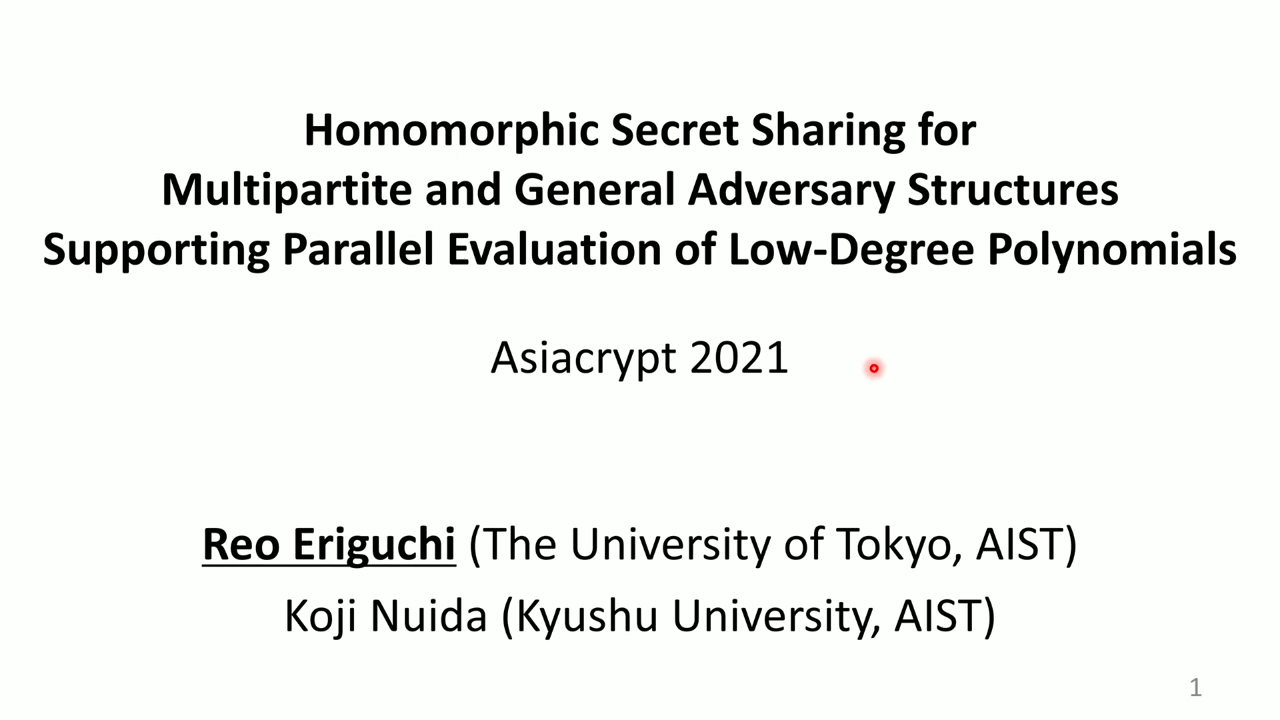 Homomorphic Secret Sharing for
Multipartite and General Adversary Structures
Supporting Parallel Evaluation of Low-Degree Polynomials
Asiacrypt 2021
Reo Eriguchi (The University of Tokyo, AIST)
Koji Nuida (Kyushu University, AIST)
1